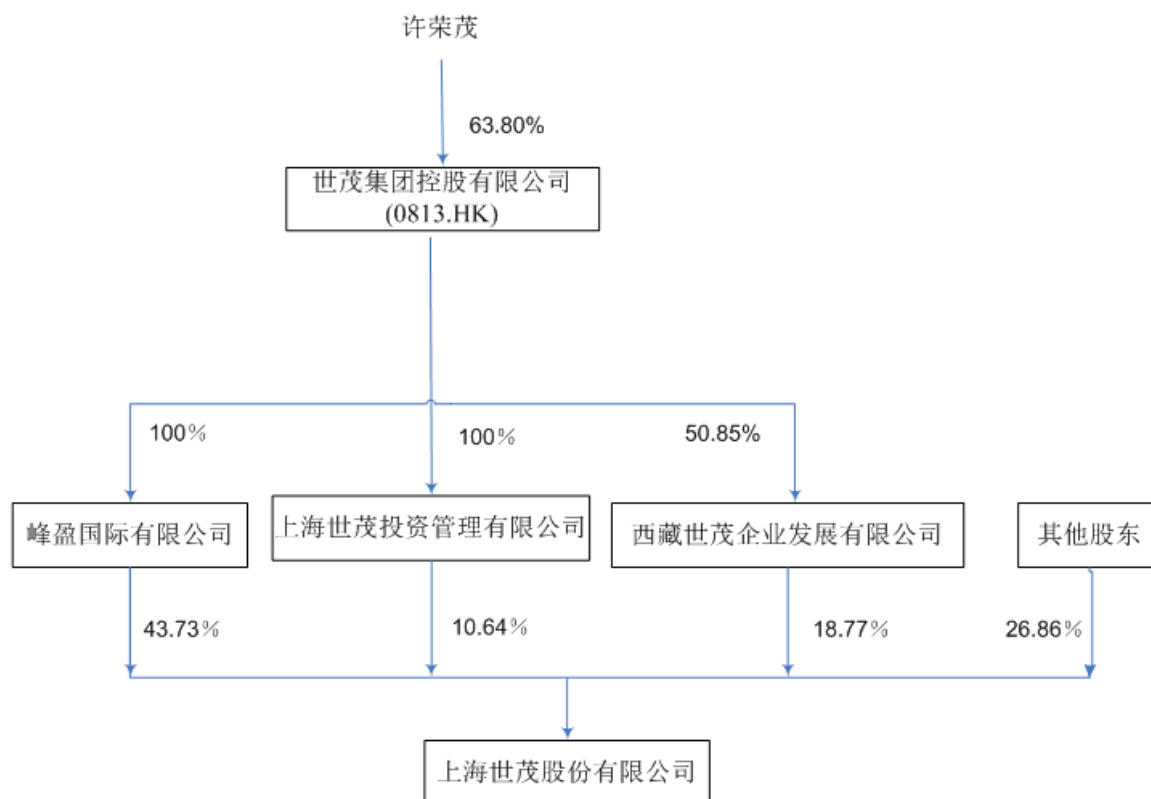 许荣茂
63.80%
世茂集团控股有限公司
(0813.HK)
100%
100%
50.85%
峰盈国际有限公司
上海世茂投资管理有限公司
西藏世茂企业发展有限公司
其他股东
43.73%
10.64%
18.77%
26.86%
上海世茂股份有限公司